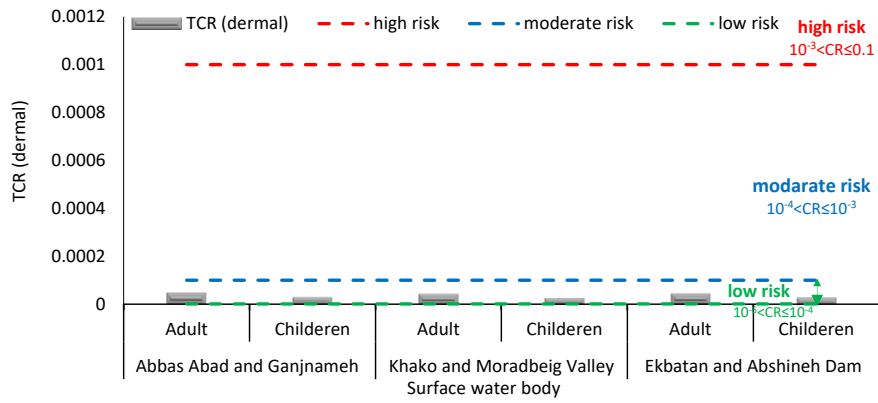 0.0012
TCR (dermal) high risk moderate risk low risk
high risk
10⁻³<CR≤0.1
0.001
0.0008
0.0006
modarate risk
10⁻⁴<CR≤10⁻³
0.0004
0.0002
low risk
<CR≤10⁻⁴
0
TCR (dermal)
Adult Childeren Adult Childeren Adult Childeren
Abbas Abad and Ganjnameh Khako and Moradbeig Valley Ekbatan and Abshineh Dam
Surface water body